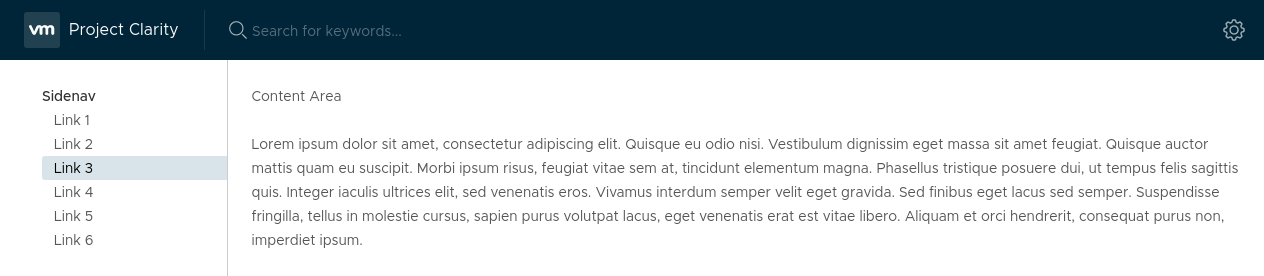 vm Project Clarity Search for keywords...
Sidenav
Link 1
Link 2
Link 3
Link 4
Link 5
Link 6
Content Area
Lorem ipsum dolor sit amet, consectetur adipiscing elit. Quisque eu odio nisi. Vestibulum dignissim eget massa sit amet feugiat. Quisque auctor
mattis quam eu suscipit. Morbi ipsum risus, feugiat vitae sem at, tincidunt elementum magna. Phasellus tristique posuere dui, ut tempus felis sagittis
quis. Integer iaculis ultrices elit, sed venenatis eros. Vivamus interdum semper velit eget gravida. Sed finibus eget lacus sed semper. Suspendisse
fringilla, tellus in molestie cursus, sapien purus volutpat lacus, eget venenatis erat est vitae libero. Aliquam et orci hendrerit, consequat purus non,
imperdiet ipsum.